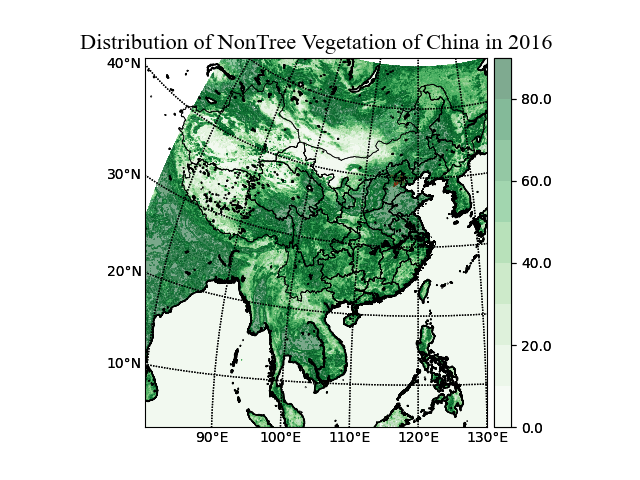 Distribution of NonTree Vegetation of China in 2016
40°N
30°N
20°N
10°N
90°E 100°E 110°E 120°E 130°E
80.0
60.0
40.0
20.0
0.0